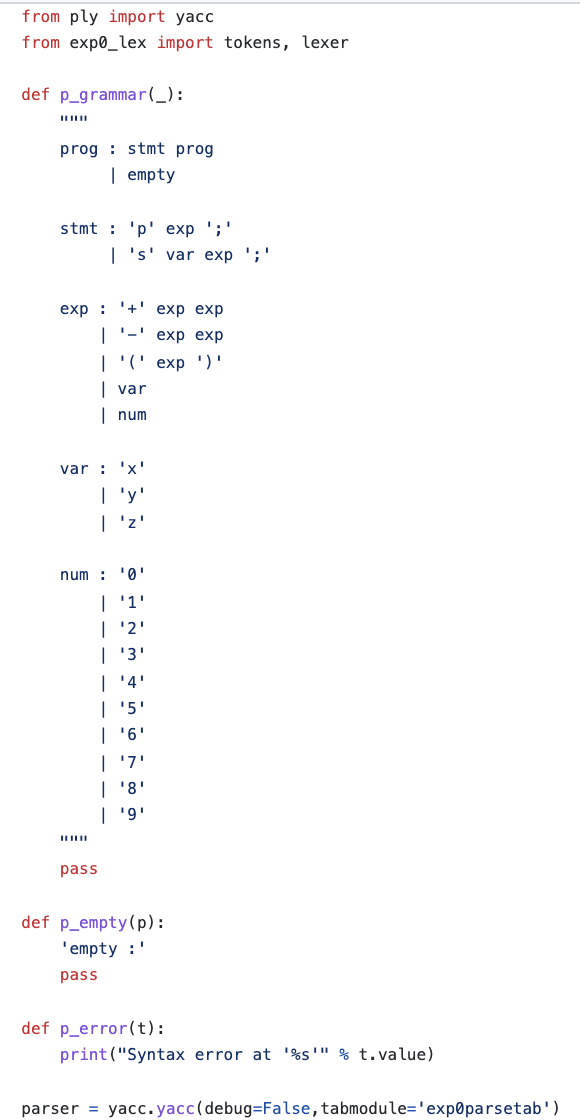 from ply import yacc
from exp0_lex import tokens, lexer
def p_grammar(_):
"""
prog : stmt prog
| empty
stmt : 'p' exp ';'
| 's' var exp ';'
exp : '+' exp exp
| '-' exp exp
| '(' exp ')'
| var
| num
var : 'x'
| 'y'
| 'z'
num : '0'
| '1'
| '2'
| '3'
| '4'
| '5'
| '6'
| '7'
| '8'
| '9'
"""
pass
def p_empty(p):
'empty :'
pass
def p_error(t):
print("Syntax error at '%s'" % t.value)
parser = yacc.yacc(debug=False,tabmodule='exp0parsetab')